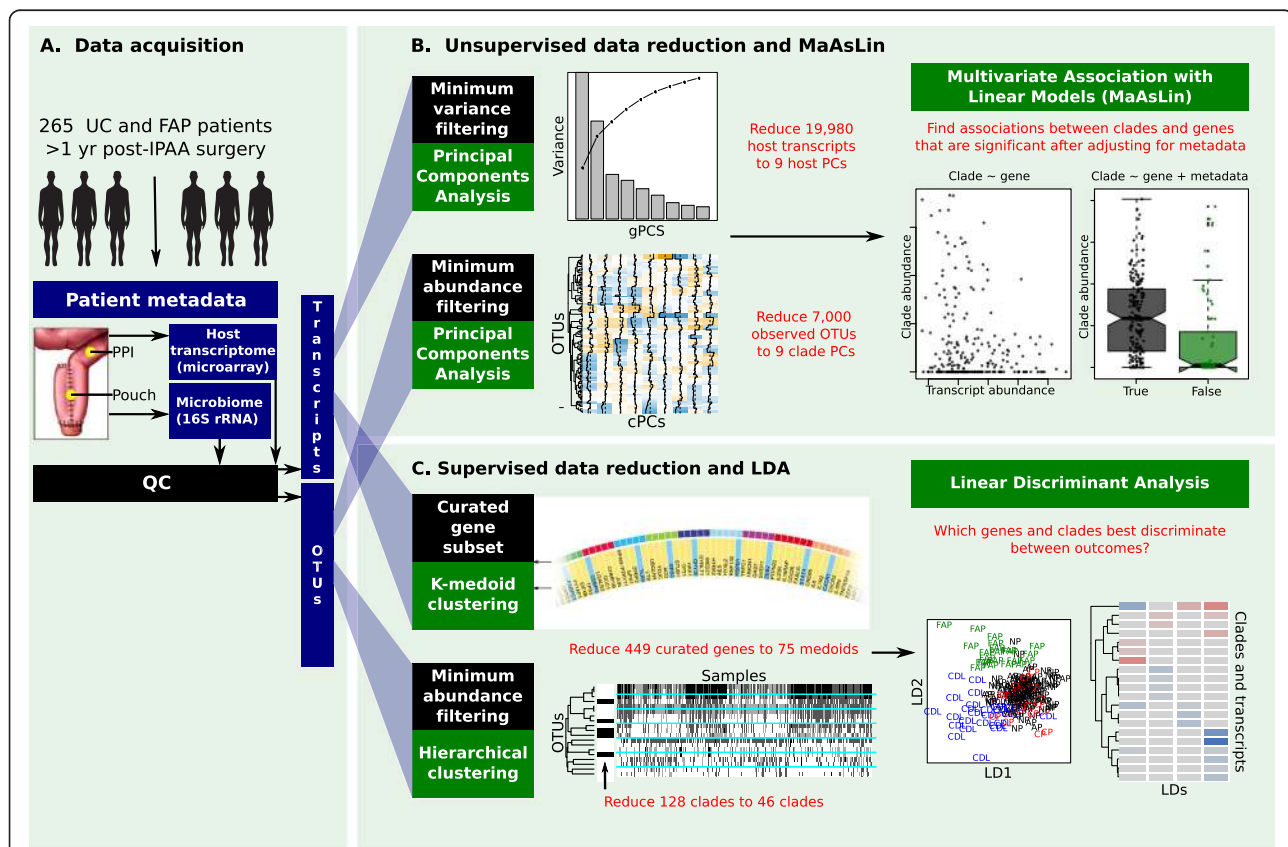 A. Data acquisition
265 UC and FAP patients
>1 yr post-IPAA surgery
Patient metadata
PPI
Pouch
Host
transcriptome
(microarray)
Microbiome
(16S rRNA)
QC
Transcripts
OTUs
B. Unsupervised data reduction and MaAsLin
Minimum
variance
filtering
Principal
Components
Analysis
Variance
gPCS
Reduce 19,980
host transcripts
to 9 host PCs
Minimum
abundance
filtering
Principal
Components
Analysis
OTUs
cPCs
Reduce 7,000
observed OTUs
to 9 clade PCs
Multivariate Association with
Linear Models (MaAsLin)
Find associations between clades and genes
that are significant after adjusting for metadata
Clade ~ gene
Clade abundance
Transcript abundance
Clade ~ gene + metadata
Clade abundance
True
False
C. Supervised data reduction and LDA
Curated
gene
subset
K-medoid
clustering
Reduce 449 curated genes to 75 medoids
Minimum
abundance
filtering
Hierarchical
clustering
Samples
OTUs
Reduce 128 clades to 46 clades
Linear Discriminant Analysis
Which genes and clades best discriminate
between outcomes?
FAP
NP
CDL
AP
CP
LD2
LD1
Clades and transcripts
LDs